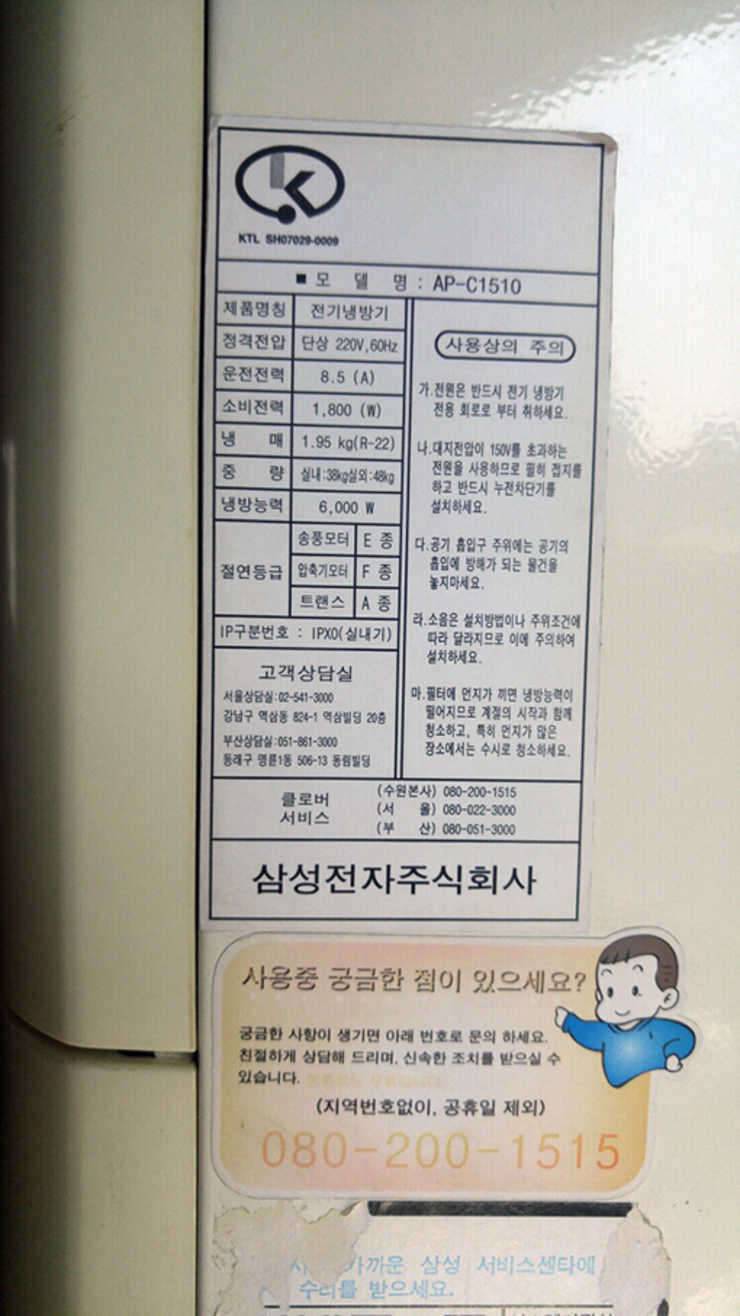 KTL SH07029-0009
■ 모 델 명 : AP-C1510
제품명칭 전기냉방기
정격전압 단상 220V,60Hz
운전전력 8.5 (A)
소비전력 1,800 (W)
냉 매 1.95 kg(R-22)
중 량 실내:38kg실외:48kg
냉방능력 6,000 W
절연등급
송풍모터 E 종
압축기모터 F 종
트랜스 A 종
IP구분번호 : IPX0(실내기)
고객상담실
서울상담실:02-541-3000
강남구 역삼동 824-1 역삼빌딩 20층
부산상담실:051-861-3000
동래구 명륜1동 506-13 동림빌딩
사용상의 주의
가.전원은 반드시 전기 냉방기
전용 회로로 부터 취하세요.
나.대지전압이 150V를 초과하는
전원을 사용하므로 필히 접지를
하고 반드시 누전차단기를
설치하세요.
다.공기 흡입구 주위에는 공기의
흡입에 방해가 되는 물건을
놓지마세요.
라.소음은 설치방법이나 주위조건에
따라 달라지므로 이에 주의하여
설치하세요.
마.필터에 먼지가 끼면 냉방능력이
떨어지므로 계절의 시작과 함께
청소하고, 특히 먼지가 많은
장소에서는 수시로 청소하세요.
클로버
서비스
(수원본사) 080-200-1515
(서 울) 080-022-3000
(부 산) 080-051-3000
삼성전자주식회사
사용중 궁금한 점이 있으세요?
궁금한 사항이 생기면 아래 번호로 문의 하세요.
친절하게 상담해 드리며, 신속한 조치를 받으실 수
있습니다.
(지역번호없이, 공휴일 제외)
080-200-1515
가까운 삼성 서비스센타에
수리를 받으세요.